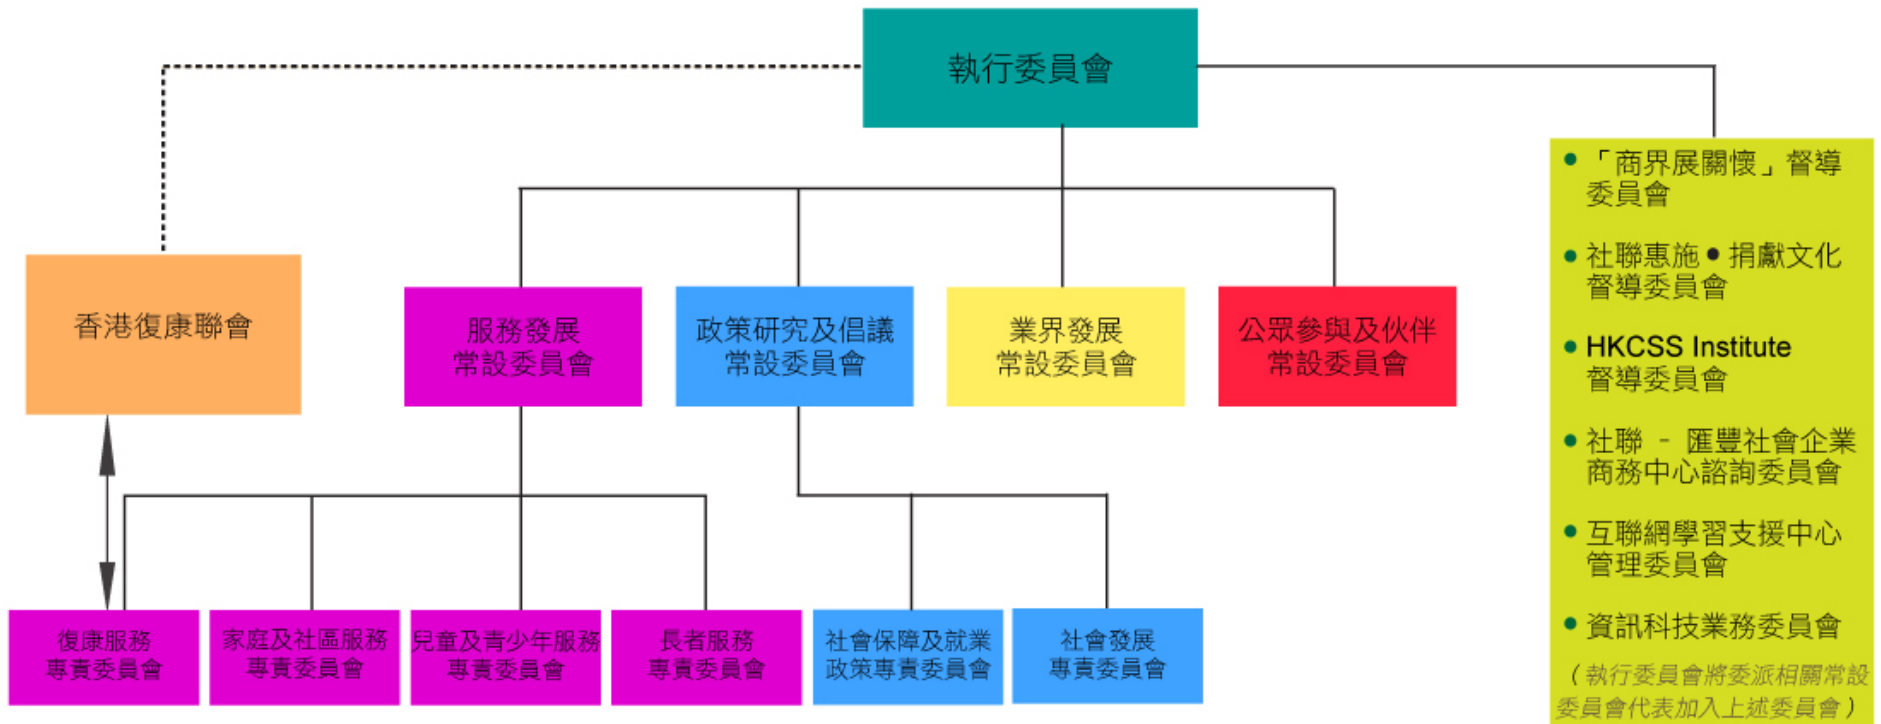 執行委員會
香港復康聯會
服務發展
常設委員會
政策研究及倡議
常設委員會
業界發展
常設委員會
公眾參與及伙伴
常設委員會
復康服務
專責委員會
家庭及社區服務
專責委員會
兒童及青少年服務
專責委員會
長者服務
專責委員會
社會保障及就業
政策專責委員會
社會發展
專責委員會
●「商界展關懷」督導
委員會
●社聯惠施●捐獻文化
督導委員會
●HKCSS Institute
督導委員會
●社聯 - 匯豐社會企業
商務中心諮詢委員會
●互聯網學習支援中心
管理委員會
●資訊科技業務委員會
（執行委員會將委派相關常設
委員會代表加入上述委員會）